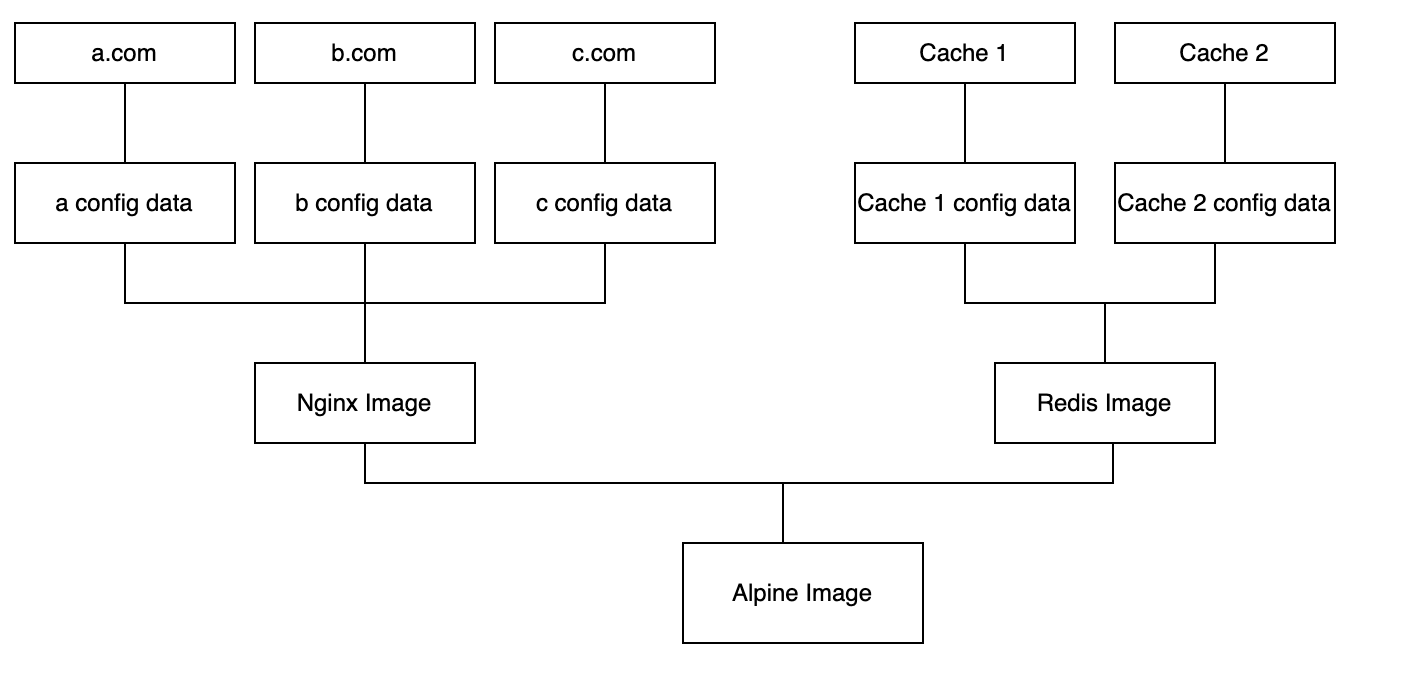 a.com
b.com
c.com
Cache 1
Cache 2
a config data
b config data
c config data
Cache 1 config data
Cache 2 config data
Nginx Image
Redis Image
Alpine Image